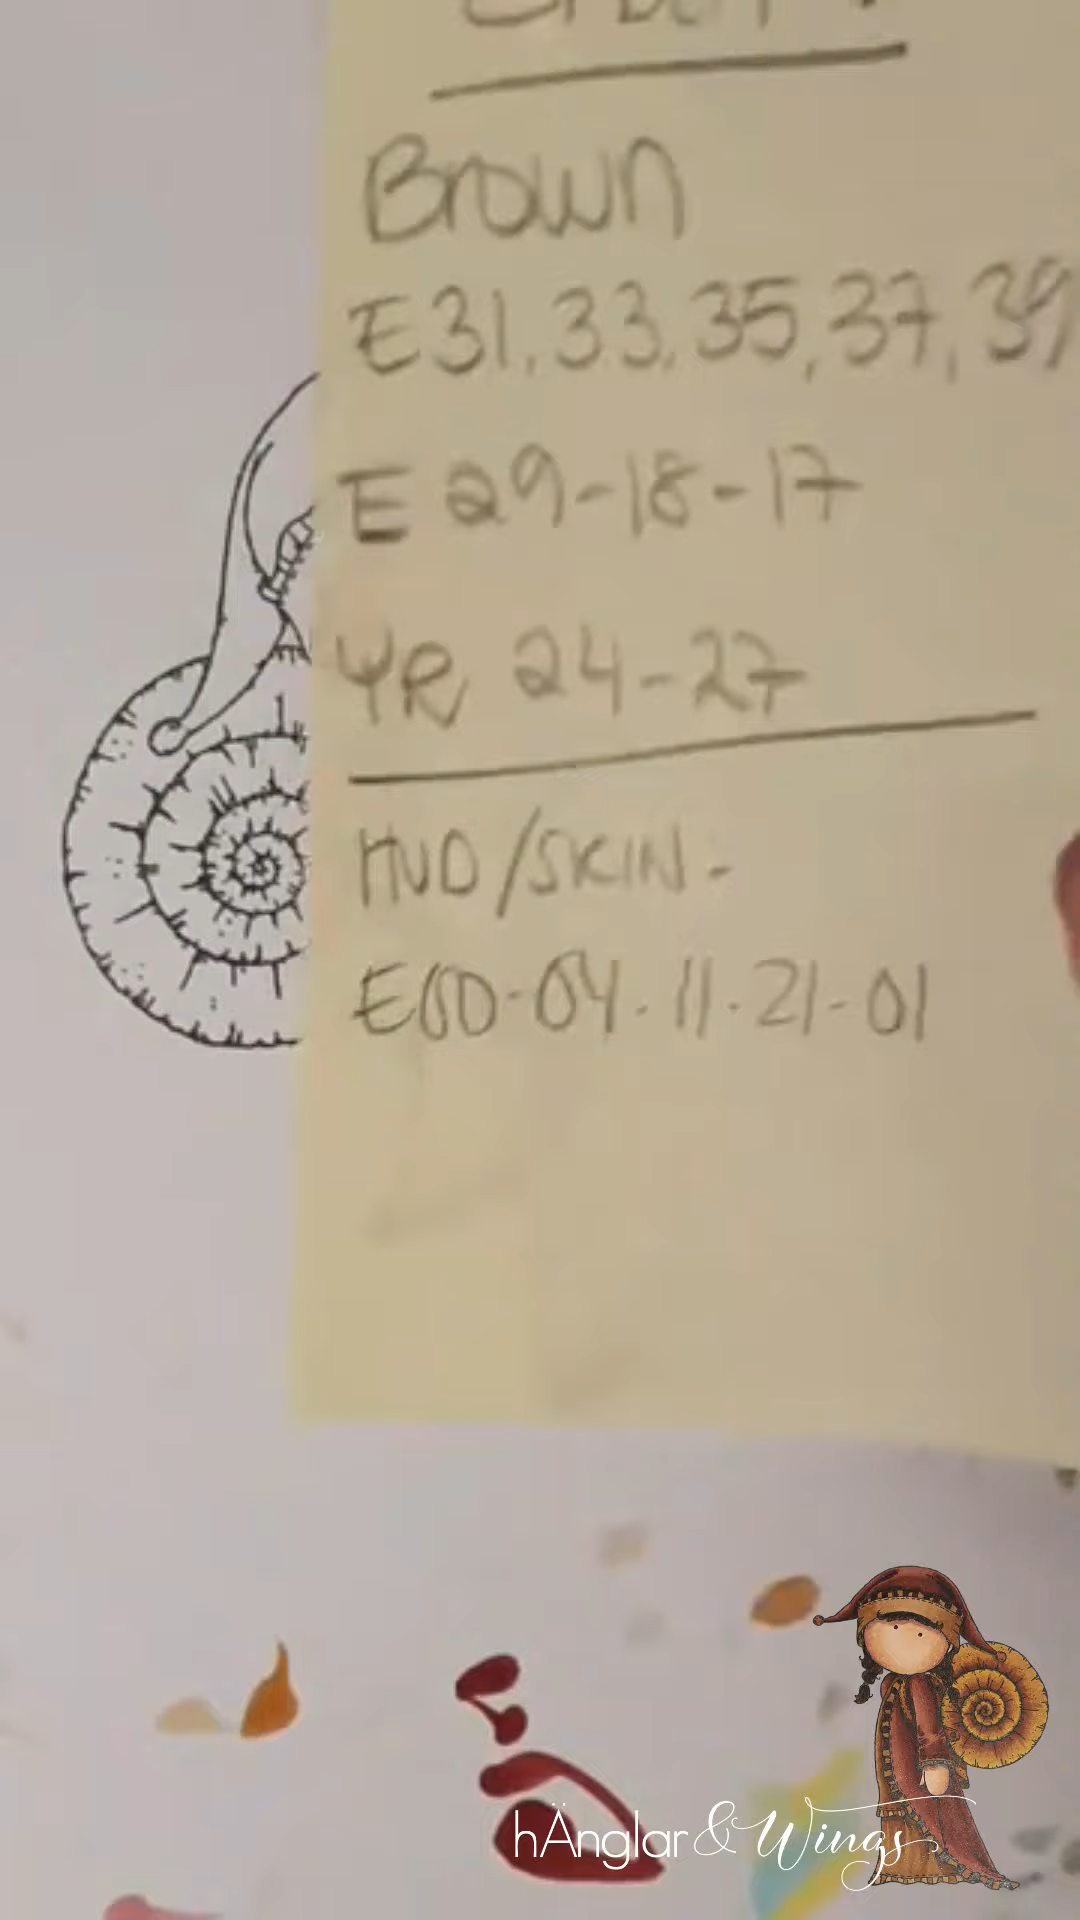 Brown
E31, 33, 35, 37, 39
E 29-18-17
YR 24-27
HUD/SKIN-
E00-04-11-21-01
hÄnglar & Wings